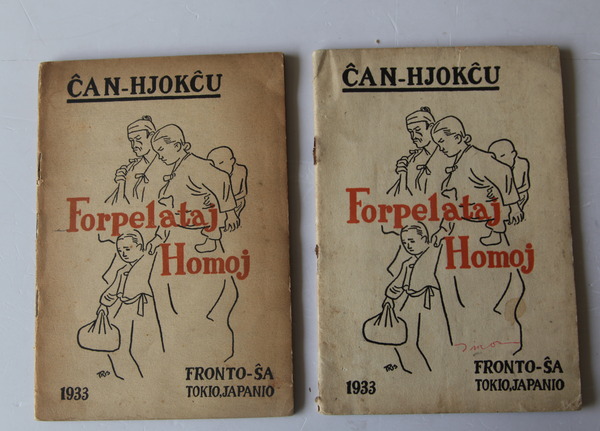 ĈAN-HJOKĈU
Forpelataj
Homoj
1933
FRONTO-ŜA
TOKIO,JAPANIO
ĈAN-HJOKĈU
Forpelataj
Homoj
1933
FRONTO-ŜA
TOKIO,JAPANIO